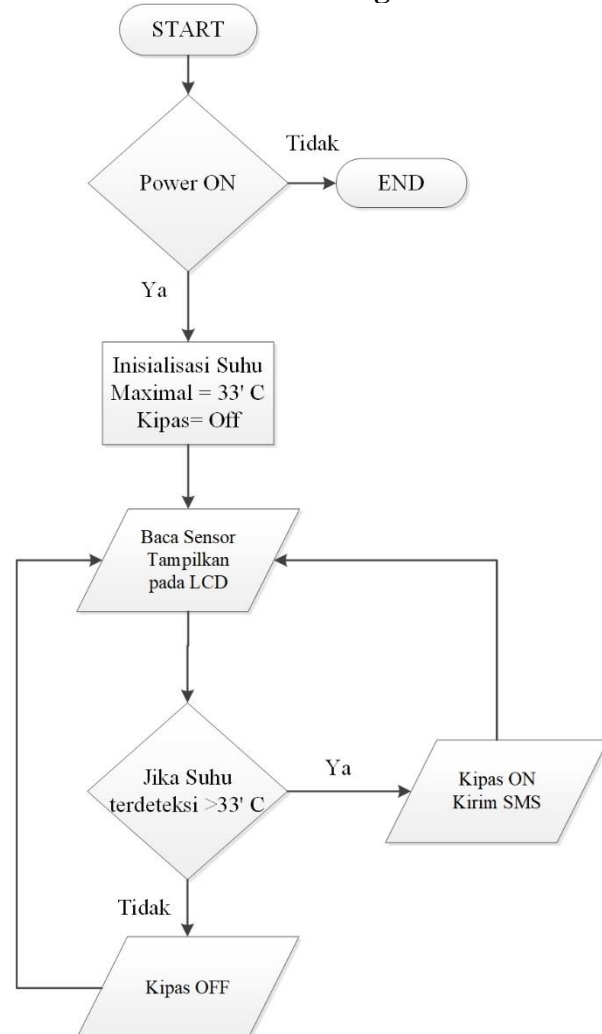 START
Power ON
Tidak
END
Ya
Inisialisasi Suhu
Maximal = 33' C
Kipas= Off
Baca Sensor
Tampilkan
pada LCD
Jika Suhu
terdeteksi >33' C
Ya
Kipas ON
Kirim SMS
Tidak
Kipas OFF